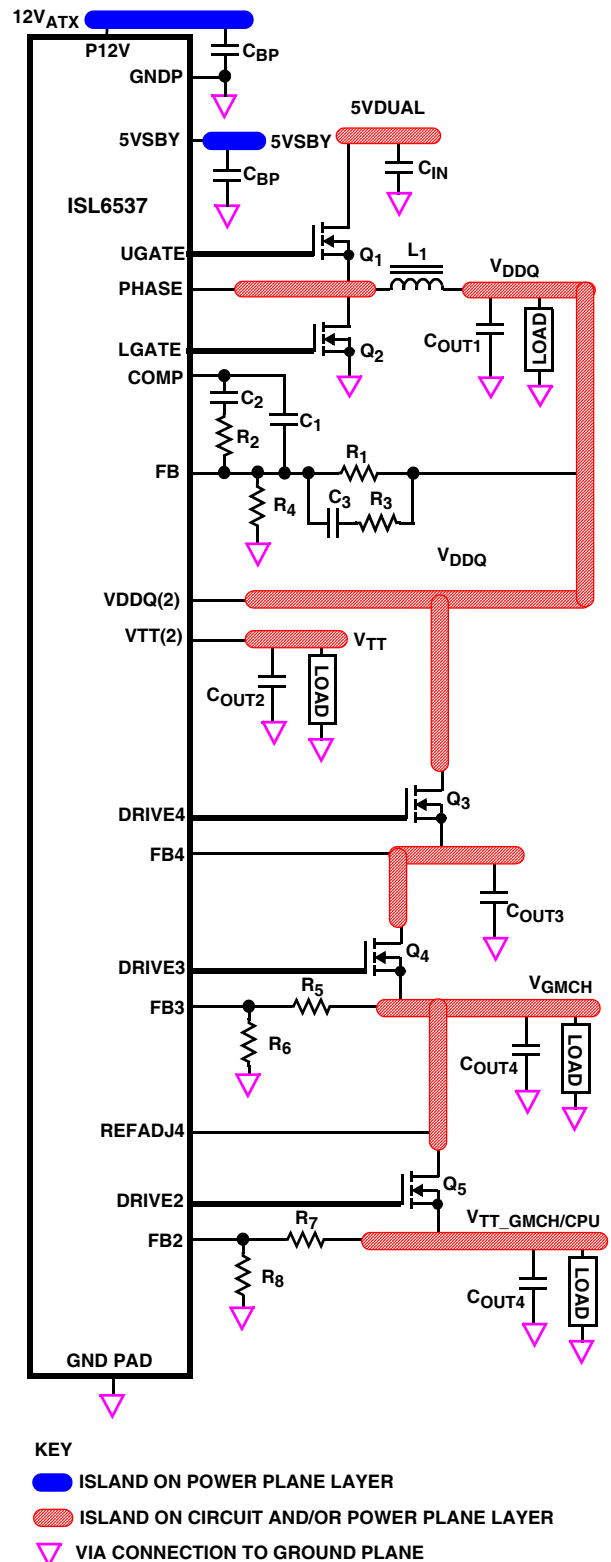 12VATX
P12V
CBP
GNDP
5VDUAL
5VSBY
5VSBY
CBP
CIN
ISL6537
UGATE
Q1
L1
VDDQ
PHASE
COUT1
LOAD
LGATE
Q2
COMP
C2
C1
R2
FB
R1
R4
C3
R3
VDDQ
VDDQ(2)
VTT(2)
VTT
COUT2
LOAD
Q3
DRIVE4
FB4
COUT3
Q4
DRIVE3
R5
VGMCH
FB3
R6
COUT4
LOAD
REFADJ4
Q5
DRIVE2
R7
VTT_GMCH/CPU
FB2
R8
COUT4
LOAD
GND PAD
KEY
ISLAND ON POWER PLANE LAYER
ISLAND ON CIRCUIT AND/OR POWER PLANE LAYER
VIA CONNECTION TO GROUND PLANE